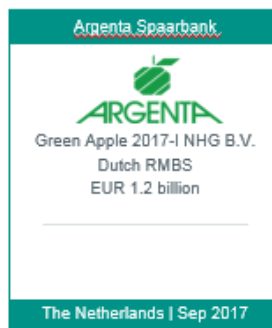 Argenta Spaarbank
ARGENTA
Green Apple 2017-I NHG B.V.
Dutch RMBS
EUR 1.2 billion
The Netherlands | Sep 2017